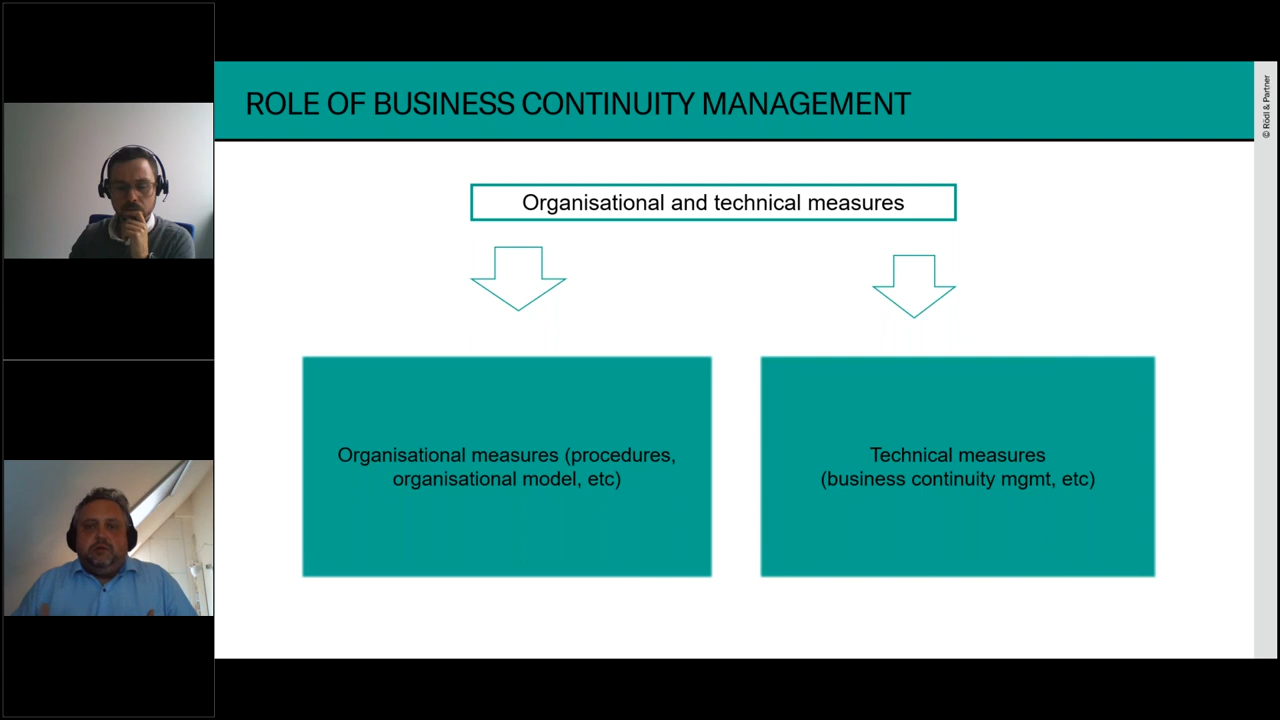 ROLE OF BUSINESS CONTINUITY MANAGEMENT
© Rödl & Partner
Organisational and technical measures
Organisational measures (procedures,
organisational model, etc)
Technical measures
(business continuity mgmt, etc)